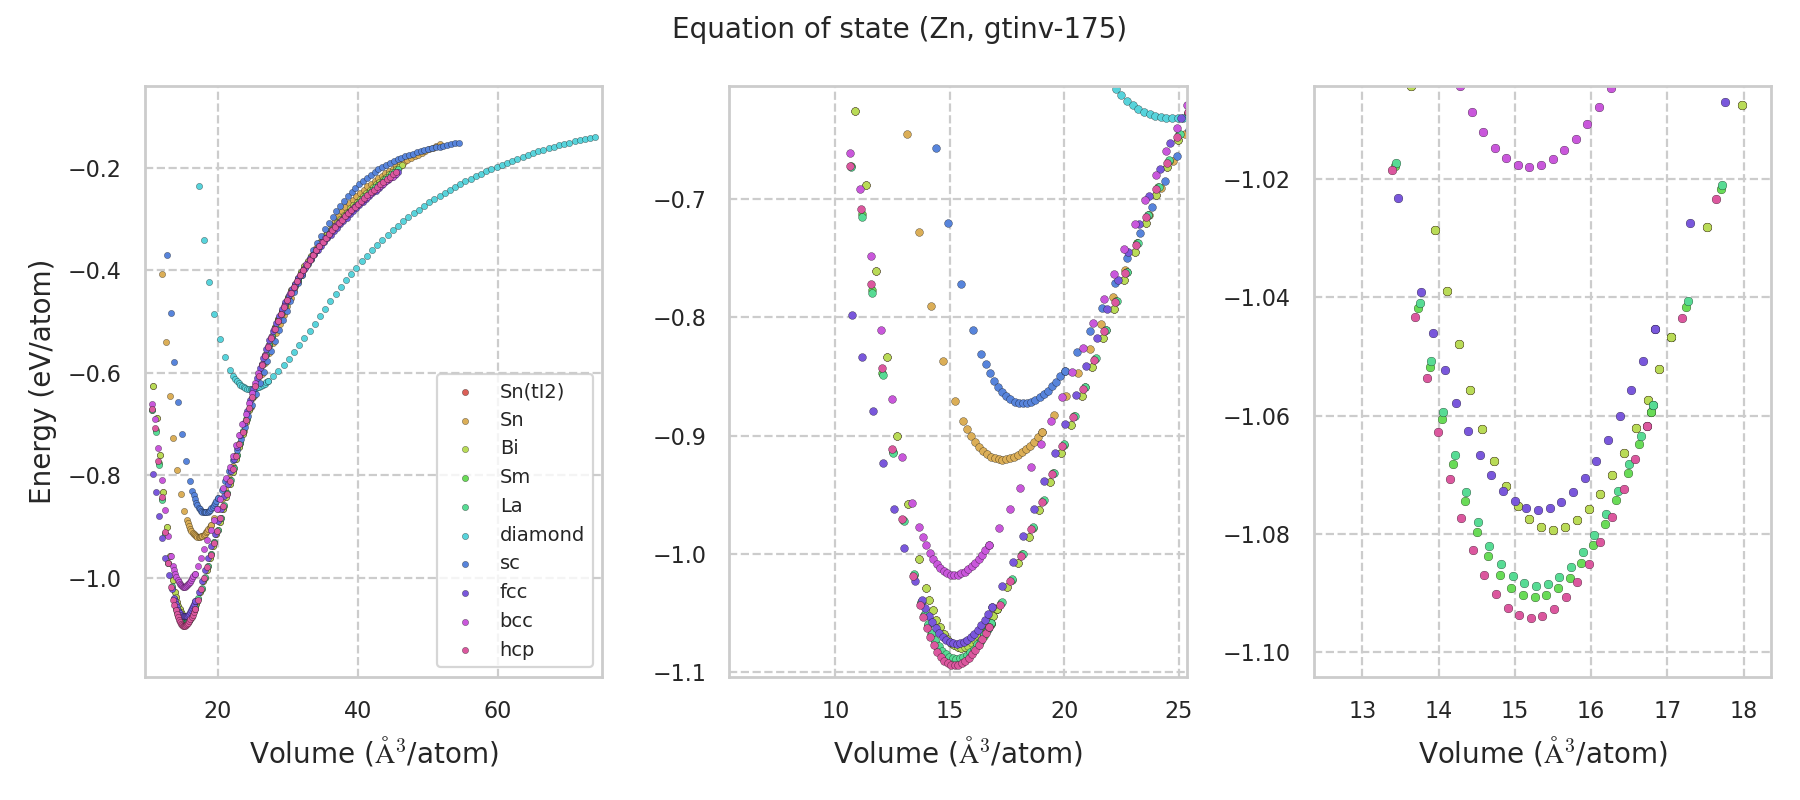 Equation of state (Zn, gtinv-175)
Energy (eV/atom)
−0.2
−0.4
−0.6
−0.8
−1.0
20 40 60
Volume (Å³/atom)
Sn(tI2)
Sn
Bi
Sm
La
diamond
sc
fcc
bcc
hcp
−0.7
−0.8
−0.9
−1.0
−1.1
10 15 20 25
Volume (Å³/atom)
−1.02
−1.04
−1.06
−1.08
−1.10
13 14 15 16 17 18
Volume (Å³/atom)